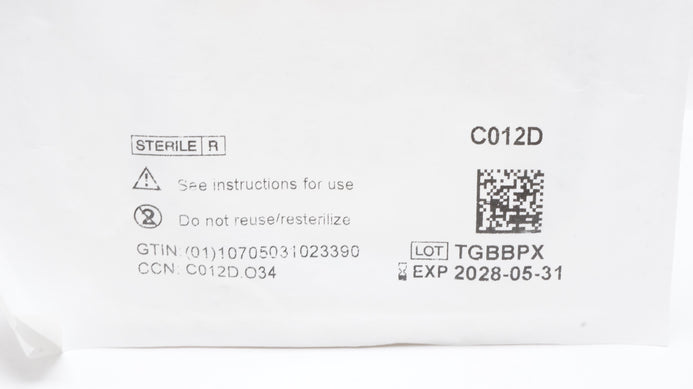 C012D
STERILE R
See instructions for use
Do not reuse/resterilize
GTIN: (01)10705031023390
CCN: C012D.O34
LOT TGBBPX
EXP 2028-05-31